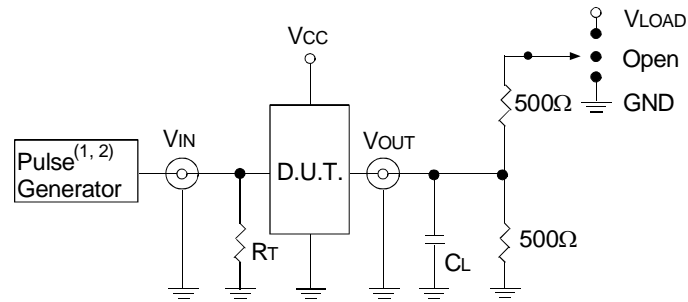 VLOAD
Open
GND
VCC
500Ω
VIN
VOUT
Pulse(1, 2)
Generator
D.U.T.
RT
CL
500Ω